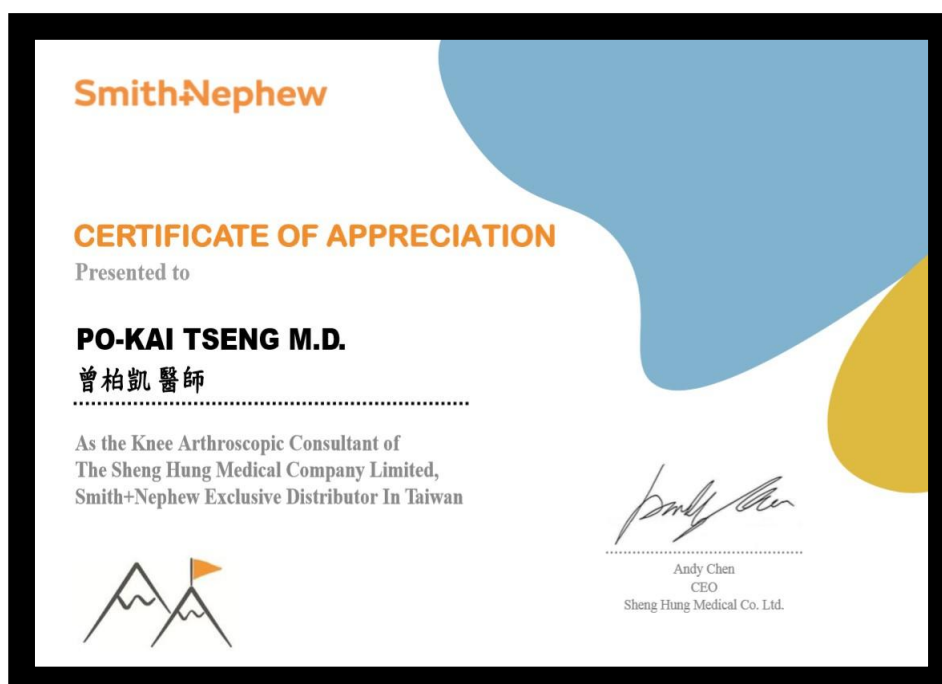 Smith+Nephew
CERTIFICATE OF APPRECIATION
Presented to
PO-KAI TSENG M.D.
曾柏凱 醫師
As the Knee Arthroscopic Consultant of
The Sheng Hung Medical Company Limited,
Smith+Nephew Exclusive Distributor In Taiwan
Andy Chen
Andy Chen
CEO
Sheng Hung Medical Co. Ltd.